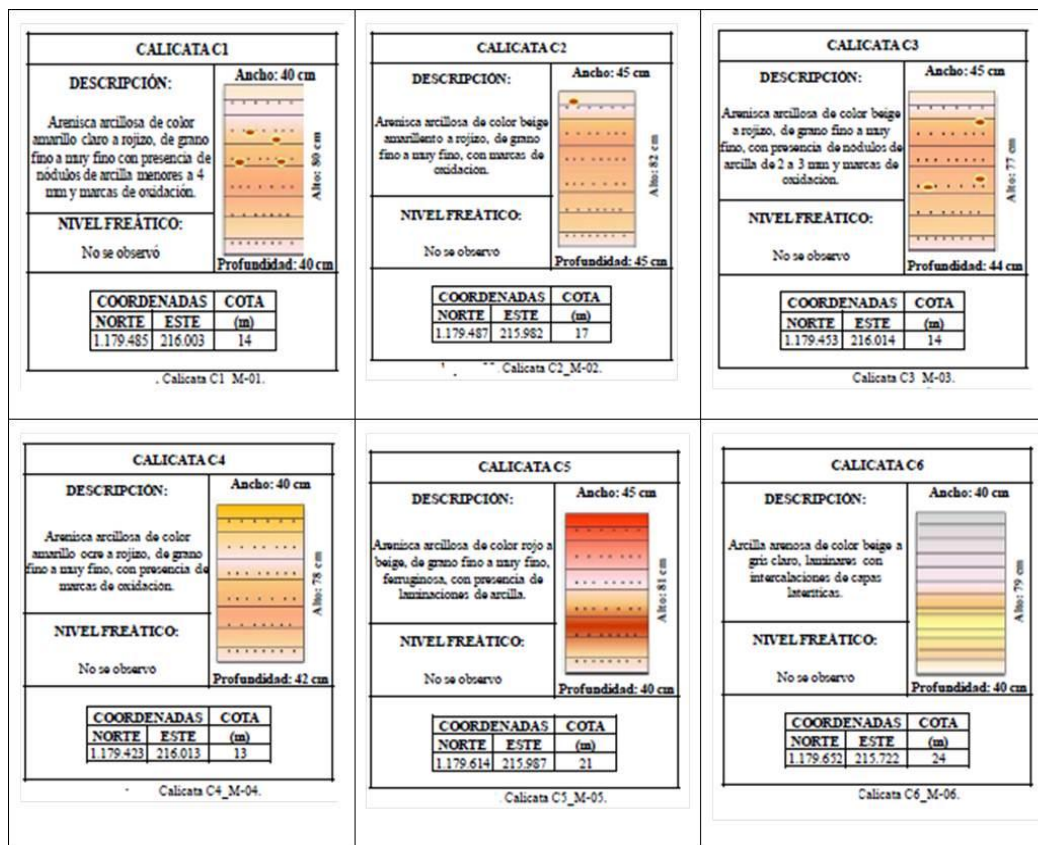 CALICATA C1
DESCRIPCIÓN:
Arenisca arcillosa de color
amarillo claro a rojizo, de grano
fino a muy fino con presencia de
nódulos de arcilla menores a 4
mm y marcas de oxidación.
NIVEL FREÁTICO:
No se observó
Ancho: 40 cm
Alto: 80 cm
Profundidad: 40 cm
COORDENADAS COTA
NORTE ESTE (m)
1.179.485 216.003 14
. Calicata C1 M-01.
CALICATA C2
DESCRIPCIÓN:
Arenisca arcillosa de color beige
amarillento a rojizo, de grano
fino a muy fino, con marcas de
oxidación.
NIVEL FREÁTICO:
No se observo
Ancho: 45 cm
Alto: 82 cm
Profundidad: 45 cm
COORDENADAS COTA
NORTE ESTE (m)
1.179.487 215.982 17
. Calicata C2_M-02.
CALICATA C3
DESCRIPCIÓN:
Arenisca arcillosa de color beige
a rojizo, de grano fino a muy
fino, con presencia de nódulos de
arcilla de 2 a 3 mm y marcas de
oxidación.
NIVEL FREÁTICO:
No se observo
Ancho: 45 cm
Alto: 77 cm
Profundidad: 44 cm
COORDENADAS COTA
NORTE ESTE (m)
1.179.453 216.014 14
Calicata C3 M-03.
CALICATA C4
DESCRIPCIÓN:
Arenisca arcillosa de color
amarillo ocre a rojizo, de grano
fino a muy fino, con presencia de
marcas de oxidación.
NIVEL FREÁTICO:
No se observo
Ancho: 40 cm
Alto: 78 cm
Profundidad: 42 cm
COORDENADAS COTA
NORTE ESTE (m)
1.179.423 216.013 13
Calicata C4_M-04.
CALICATA C5
DESCRIPCIÓN:
Arenisca arcillosa de color rojo a
beige, de grano fino a muy fino,
ferruginosa, con presencia de
laminaciones de arcilla.
NIVEL FREÁTICO:
No se observo
Ancho: 45 cm
Alto: 81 cm
Profundidad: 40 cm
COORDENADAS COTA
NORTE ESTE (m)
1.179.614 215.987 21
. Calicata C5_M-05.
CALICATA C6
DESCRIPCIÓN:
Arcilla arenosa de color beige a
gris claro, laminares con
intercalaciones de capas
lateríticas.
NIVEL FREÁTICO:
No se observo
Ancho: 40 cm
Alto: 79 cm
Profundidad: 40 cm
COORDENADAS COTA
NORTE ESTE (m)
1.179.652 215.722 24
Calicata C6_M-06.